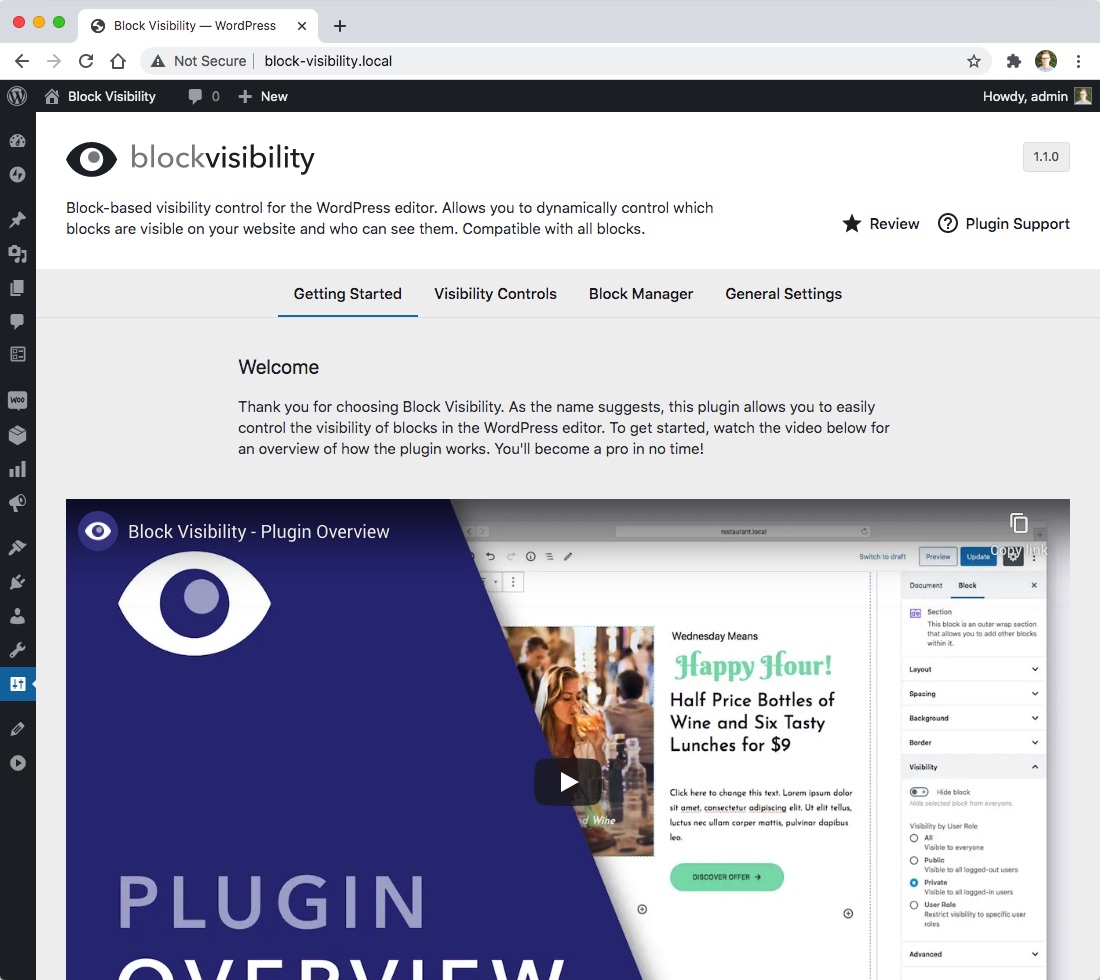 Block Visibility — WordPress
Not Secure
block-visibility.local
Block Visibility
0
New
Howdy, admin
blockvisibility
1.1.0
Block-based visibility control for the WordPress editor. Allows you to dynamically control which
blocks are visible on your website and who can see them. Compatible with all blocks.
Review
Plugin Support
Getting Started
Visibility Controls
Block Manager
General Settings
Welcome
Thank you for choosing Block Visibility. As the name suggests, this plugin allows you to easily
control the visibility of blocks in the WordPress editor. To get started, watch the video below for
an overview of how the plugin works. You'll become a pro in no time!
WOO
Block Visibility - Plugin Overview
Copy link
restaurant.local
Switch to draft
Preview
Update
Document
Block
Section
This block is an outer wrap section
that allows you to add other blocks
within it.
Wednesday Means
Happy Hour!
Half Price Bottles of
Wine and Six Tasty
Lunches for $9
Click here to change this text. Lorem ipsum dolor
sit amet, consectetur adipiscing elit. Ut elit tellus,
luctus nec ullam corper mattis, pulvinar dapibus
leo.
DISCOVER OFFER
Wine
Layout
Spacing
Background
Border
Visibility
Hide block
Hide selected block from everyone.
Visibility by User Role
All
Visible to everyone
Public
Visible to all logged-out users
Private
Visible to all logged-in users
User Role
Restrict visibility to specific user
roles
Advanced
PLUGIN
OVERVIEW